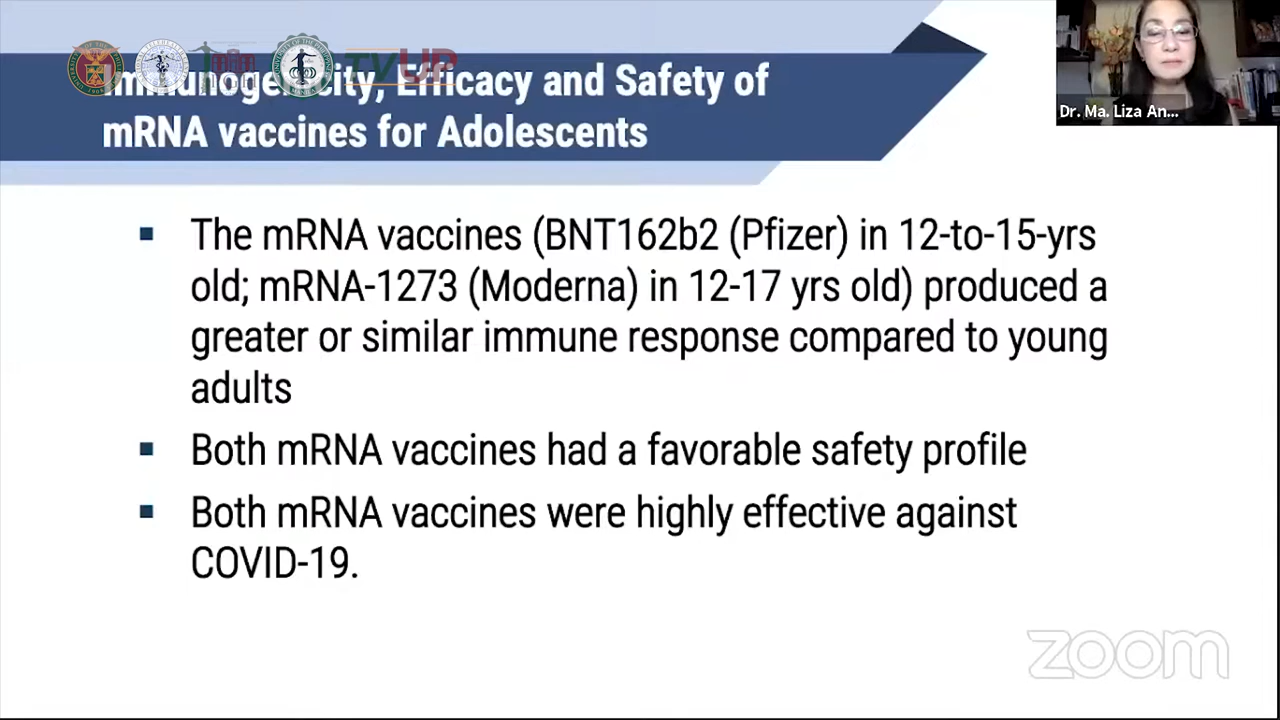 TVUP
Immunogenicity, Efficacy and Safety of
mRNA vaccines for Adolescents
Dr. Ma. Liza An...
▪ The mRNA vaccines (BNT162b2 (Pfizer) in 12-to-15-yrs
old; mRNA-1273 (Moderna) in 12-17 yrs old) produced a
greater or similar immune response compared to young
adults
▪ Both mRNA vaccines had a favorable safety profile
▪ Both mRNA vaccines were highly effective against
COVID-19.
zoom